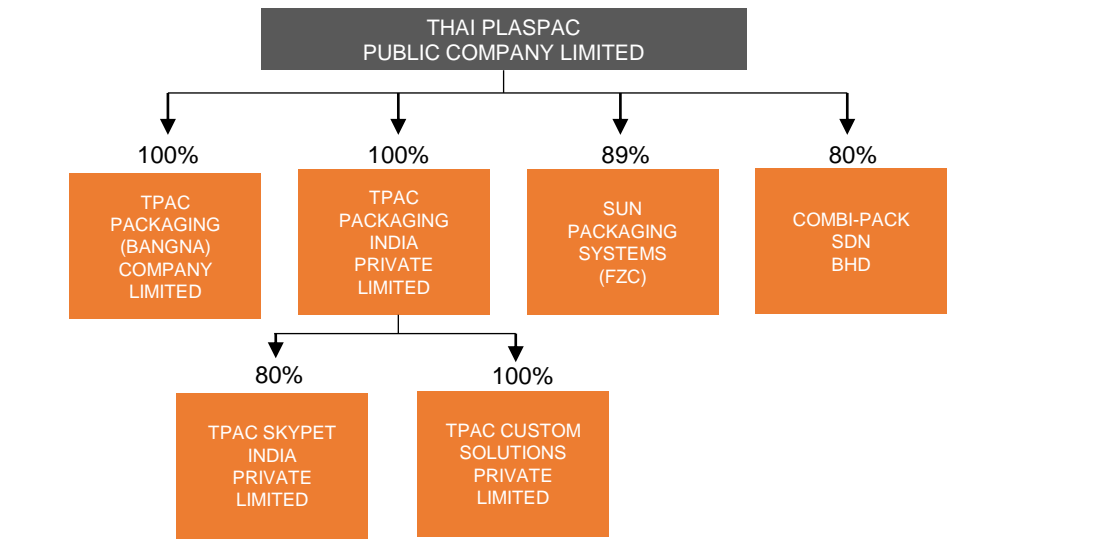 THAI PLASPAC
PUBLIC COMPANY LIMITED
100%
100%
89%
80%
TPAC
PACKAGING
(BANGNA)
COMPANY
LIMITED
TPAC
PACKAGING
INDIA
PRIVATE
LIMITED
SUN
PACKAGING
SYSTEMS
(FZC)
COMBI-PACK
SDN
BHD
80%
100%
TPAC SKYPET
INDIA
PRIVATE
LIMITED
TPAC CUSTOM
SOLUTIONS
PRIVATE
LIMITED